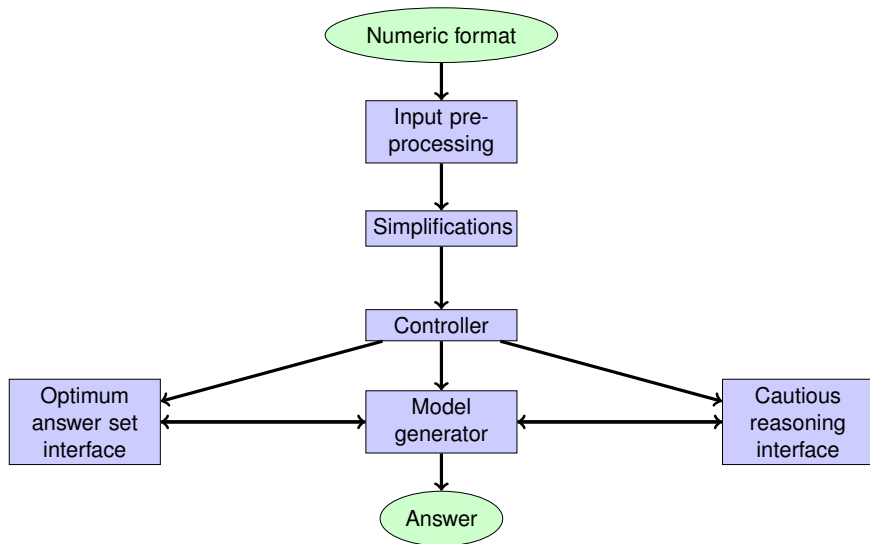 Numeric format
Input pre-
processing
Simplifications
Controller
Optimum
answer set
interface
Model
generator
Cautious
reasoning
interface
Answer